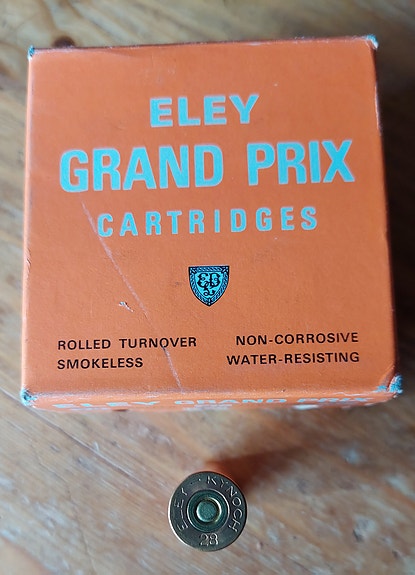 ELEY
GRAND PRIX
CARTRIDGES
ROLLED TURNOVER
SMOKELESS
NON-CORROSIVE
WATER-RESISTING
ELEY GRAND PRIX
ELEY - KYNOCH
28